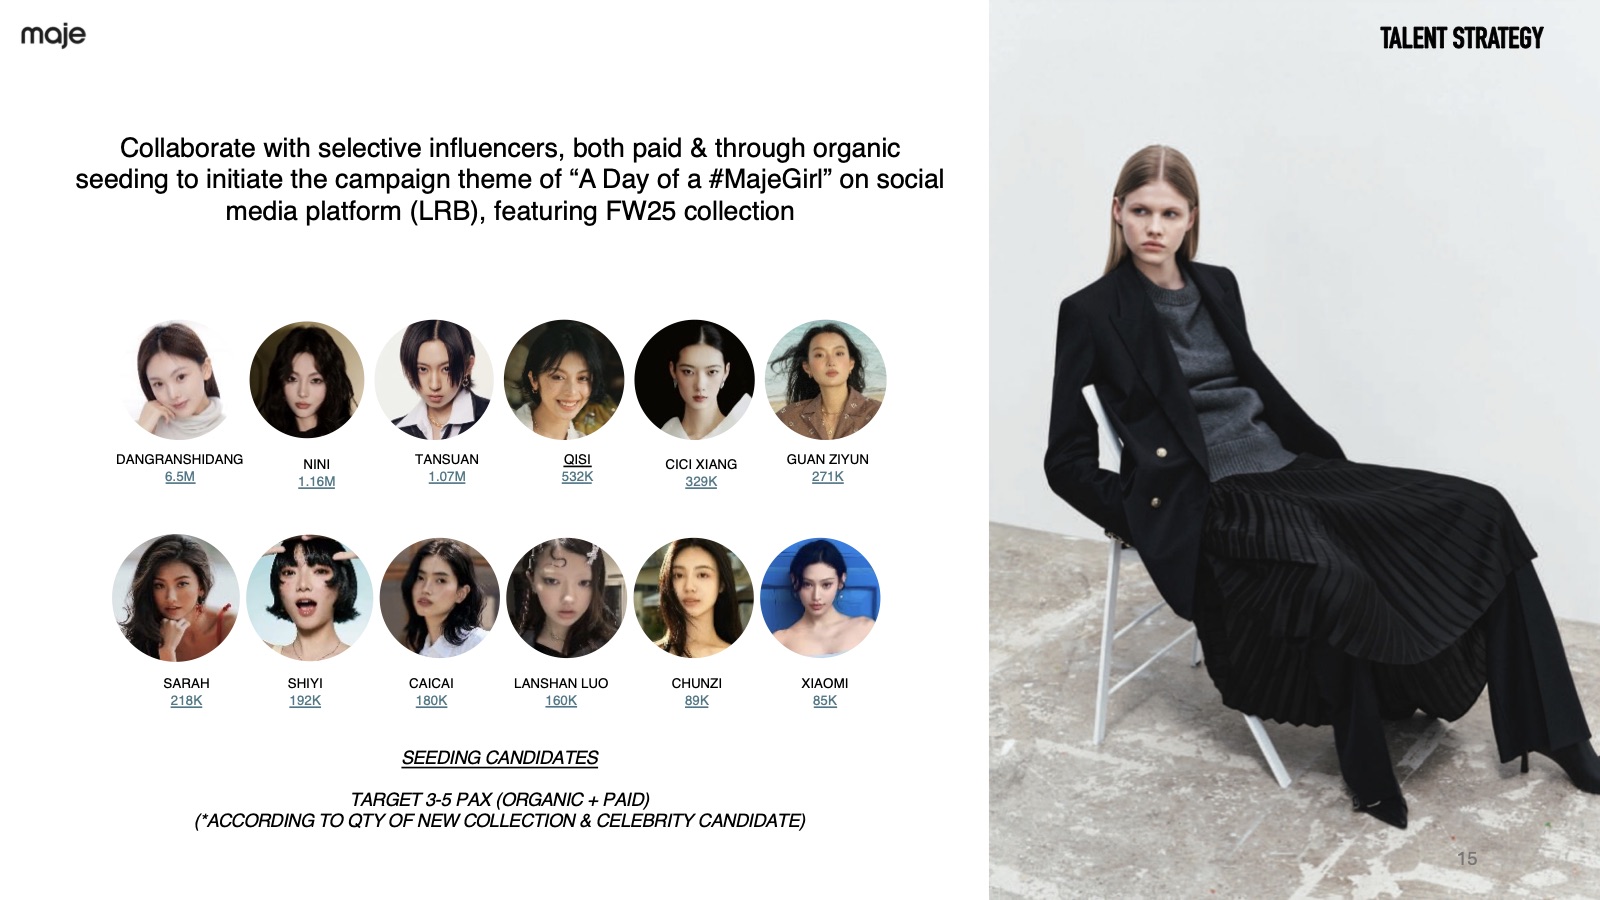 maje
TALENT STRATEGY
Collaborate with selective influencers, both paid & through organic
seeding to initiate the campaign theme of “A Day of a #MajeGirl” on social
media platform (LRB), featuring FW25 collection
DANGRANSHIDANG
6.5M
NINI
1.16M
TANSUAN
1.07M
QISI
532K
CICI XIANG
329K
GUAN ZIYUN
271K
SARAH
218K
SHIYI
192K
CAICAI
180K
LANSHAN LUO
160K
CHUNZI
89K
XIAOMI
85K
SEEDING CANDIDATES
TARGET 3-5 PAX (ORGANIC + PAID)
(*ACCORDING TO QTY OF NEW COLLECTION & CELEBRITY CANDIDATE)
15